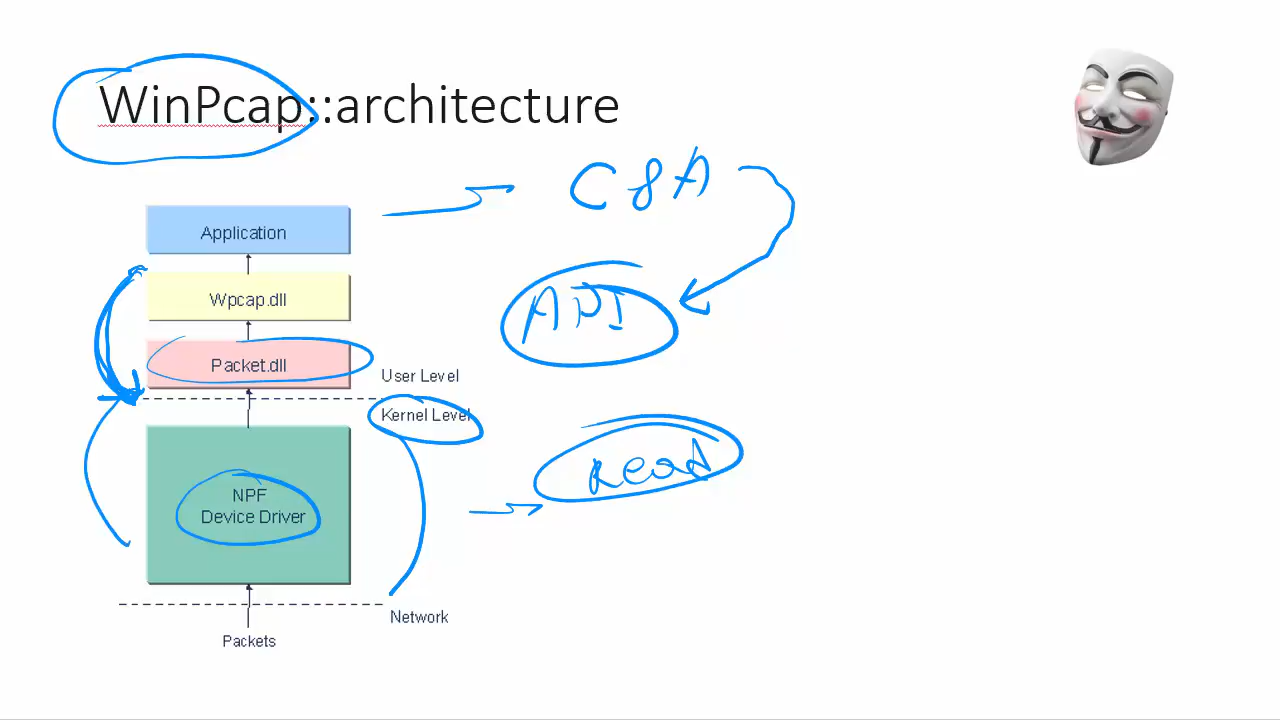 WinPcap::architecture
C & A
Application
Wpcap.dll
API
Packet.dll
User Level
Kernel Level
Read
NPF
Device Driver
Network
Packets